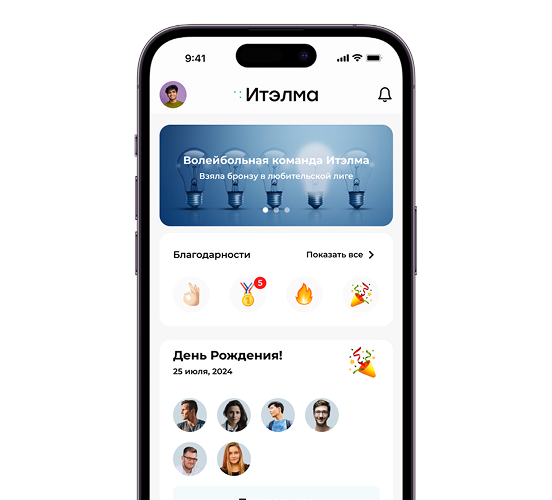 9:41
Итэлма
Волейбольная команда Итэлма
Взяла бронзу в любительской лиге
Благодарности
Показать все
5
День Рождения!
25 июля, 2024